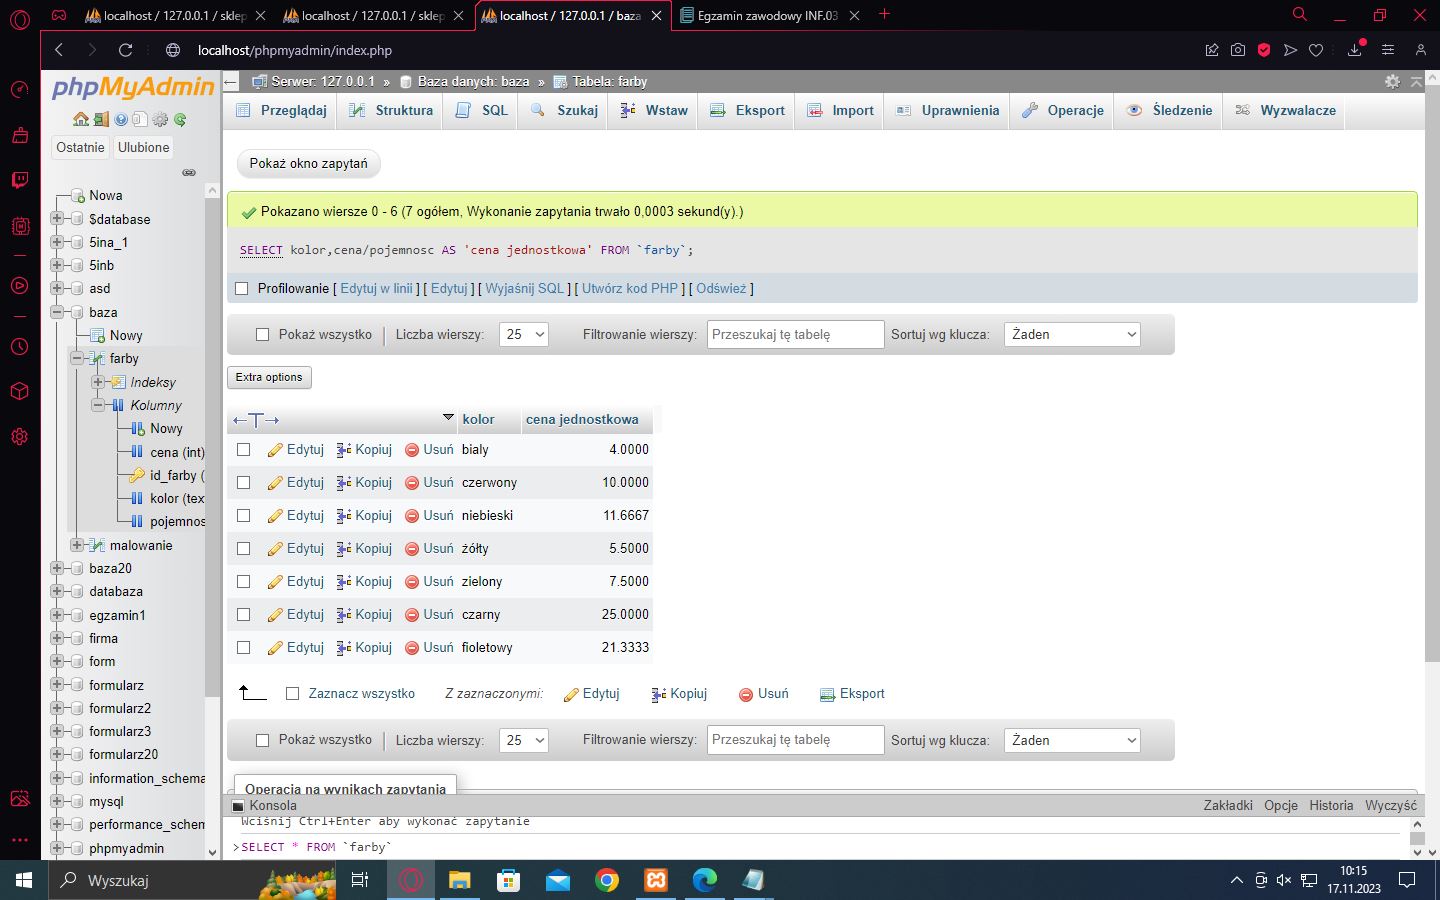 localhost / 127.0.0.1 / sklep
localhost / 127.0.0.1 / sklep
localhost / 127.0.0.1 / baza
Egzamin zawodowy INF.03
localhost/phpmyadmin/index.php
phpMyAdmin
Ostatnie
Ulubione
Nowa
$database
5ina_1
5inb
asd
baza
Nowy
farby
Indeksy
Kolumny
Nowy
cena (int)
id_farby (
kolor (tex
pojemnos
malowanie
baza20
databaza
egzamin1
firma
form
formularz
formularz2
formularz3
formularz20
information_schema
mysql
performance_schem
phpmyadmin
Serwer: 127.0.0.1 » Baza danych: baza » Tabela: farby
Przeglądaj
Struktura
SQL
Szukaj
Wstaw
Eksport
Import
Uprawnienia
Operacje
Śledzenie
Wyzwalacze
Pokaż okno zapytań
Pokazano wiersze 0 - 6 (7 ogółem, Wykonanie zapytania trwało 0,0003 sekund(y).)
SELECT kolor,cena/pojemnosc AS 'cena jednostkowa' FROM `farby`;
Profilowanie [ Edytuj w linii ] [ Edytuj ] [ Wyjaśnij SQL ] [ Utwórz kod PHP ] [ Odśwież ]
Pokaż wszystko | Liczba wierszy: 25 Filtrowanie wierszy: Przeszukaj tę tabelę Sortuj wg klucza: Żaden
Extra options
kolor cena jednostkowa
Edytuj Kopiuj Usuń bialy 4.0000
Edytuj Kopiuj Usuń czerwony 10.0000
Edytuj Kopiuj Usuń niebieski 11.6667
Edytuj Kopiuj Usuń żółty 5.5000
Edytuj Kopiuj Usuń zielony 7.5000
Edytuj Kopiuj Usuń czarny 25.0000
Edytuj Kopiuj Usuń fioletowy 21.3333
Zaznacz wszystko Z zaznaczonymi: Edytuj Kopiuj Usuń Eksport
Pokaż wszystko | Liczba wierszy: 25 Filtrowanie wierszy: Przeszukaj tę tabelę Sortuj wg klucza: Żaden
Operacja na wynikach zapytania
Konsola
Zakładki Opcje Historia Wyczyść
Wciśnij Ctrl+Enter aby wykonać zapytanie
>SELECT * FROM `farby`
Wyszukaj
10:15
17.11.2023